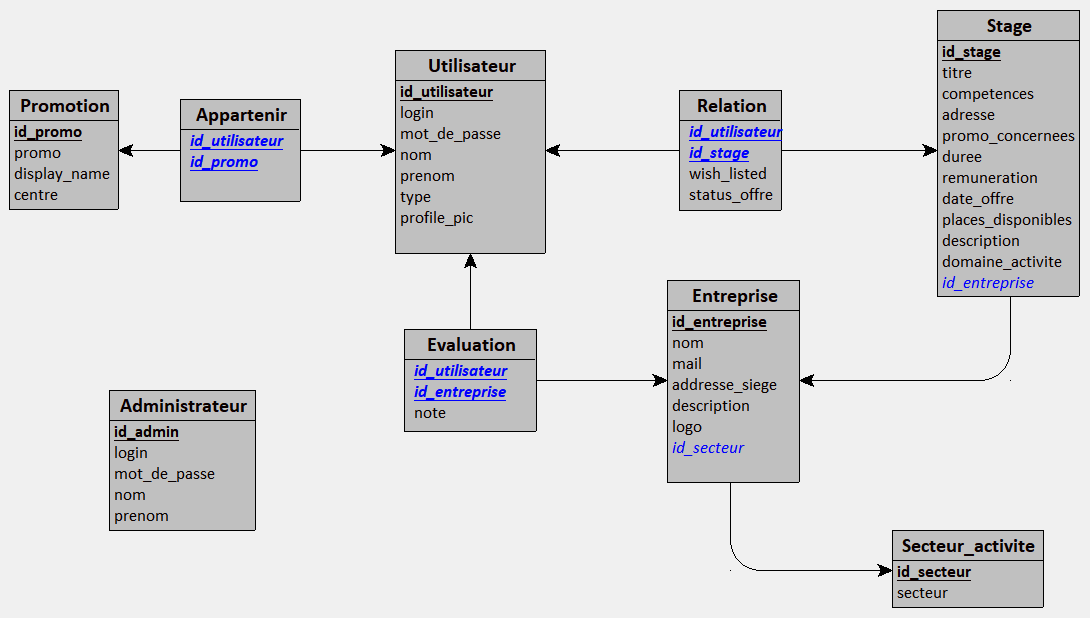 Promotion
id_promo
promo
display_name
centre
Appartenir
id_utilisateur
id_promo
Utilisateur
id_utilisateur
login
mot_de_passe
nom
prenom
type
profile_pic
Relation
id_utilisateur
id_stage
wish_listed
status_offre
Stage
id_stage
titre
competences
adresse
promo_concernees
duree
remuneration
date_offre
places_disponibles
description
domaine_activite
id_entreprise
Evaluation
id_utilisateur
id_entreprise
note
Entreprise
id_entreprise
nom
mail
addresse_siege
description
logo
id_secteur
Administrateur
id_admin
login
mot_de_passe
nom
prenom
Secteur_activite
id_secteur
secteur